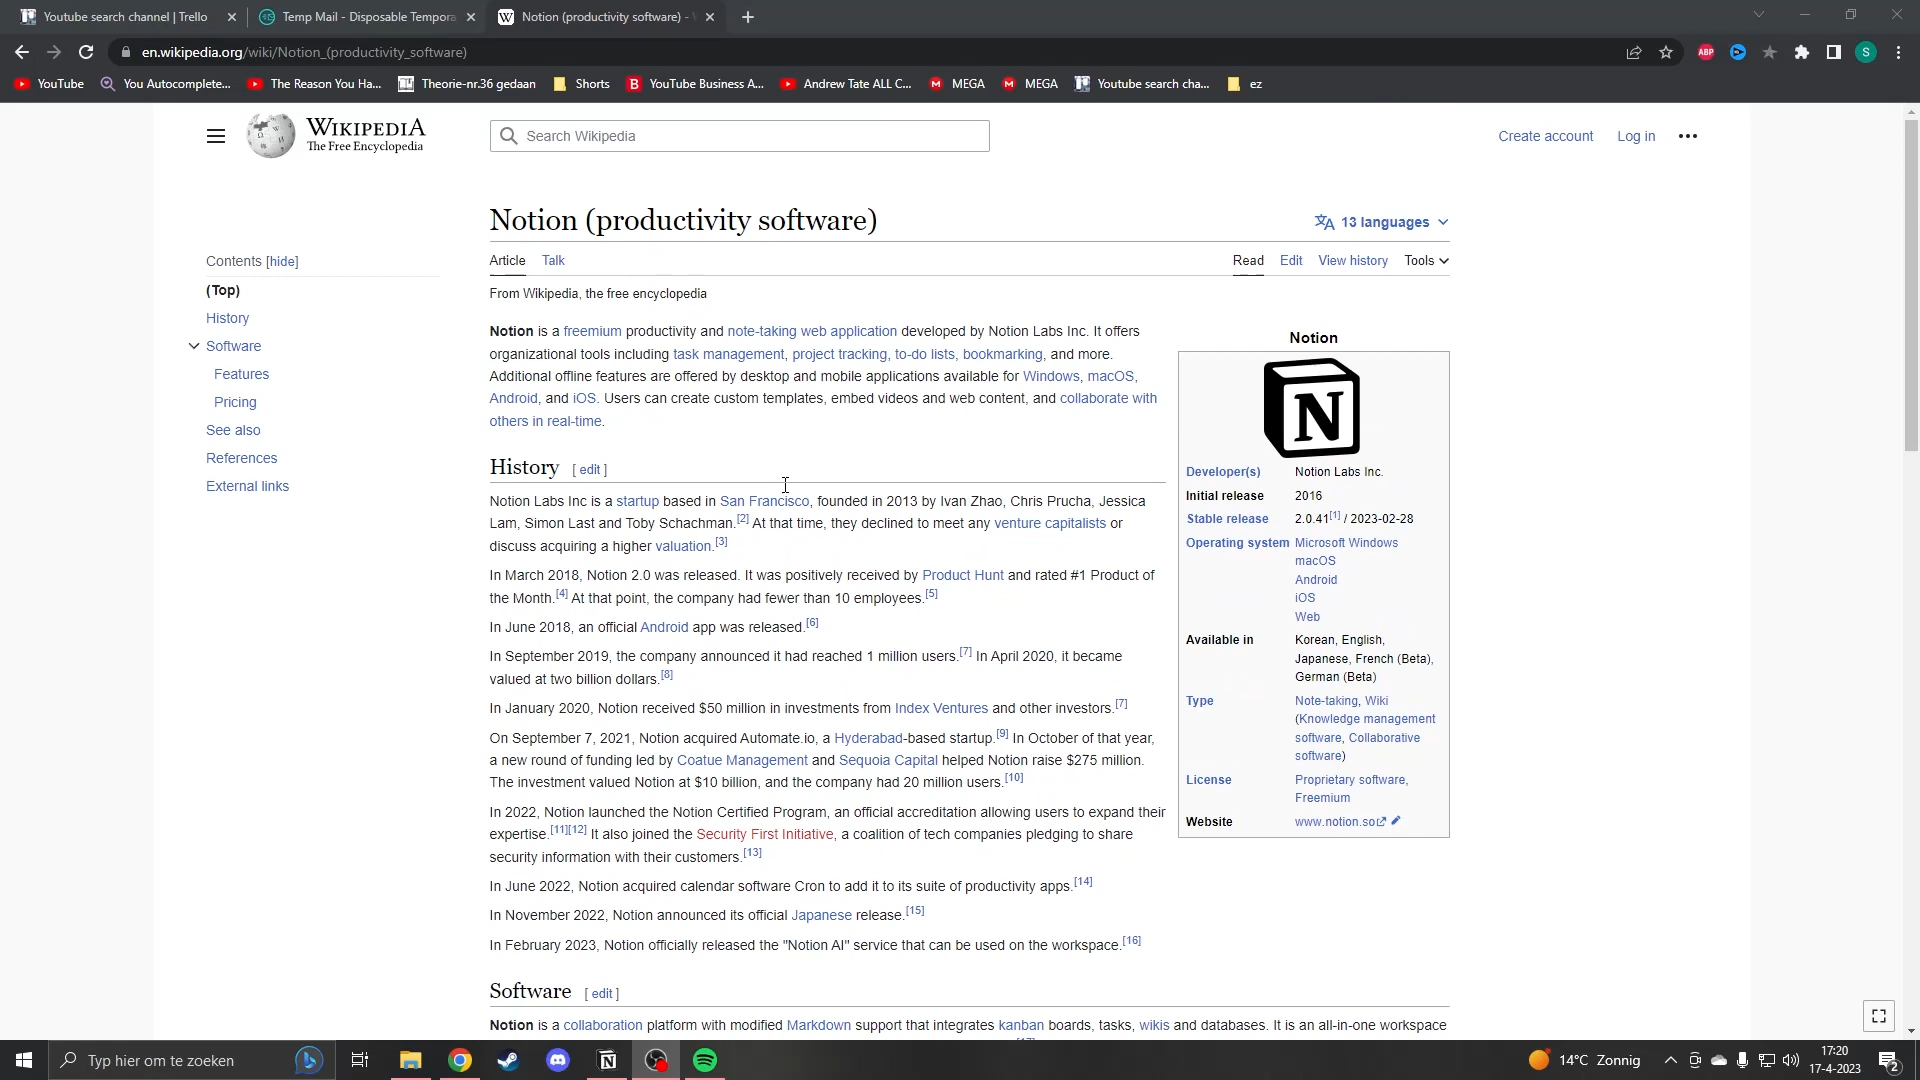 Youtube search channel | Trello
Temp Mail - Disposable Tempora
Notion (productivity software) -
en.wikipedia.org/wiki/Notion_(productivity_software)
ABP
S
YouTube
You Autocomplete...
The Reason You Ha...
Theorie-nr.36 gedaan
Shorts
YouTube Business A...
Andrew Tate ALL C...
MEGA
MEGA
Youtube search cha...
ez
WIKIPEDIA
The Free Encyclopedia
Search Wikipedia
Create account
Log in
Notion (productivity software)
13 languages
Contents [hide]
(Top)
History
Software
Features
Pricing
See also
References
External links
Article
Talk
Read
Edit
View history
Tools
From Wikipedia, the free encyclopedia
Notion is a freemium productivity and note-taking web application developed by Notion Labs Inc. It offers
organizational tools including task management, project tracking, to-do lists, bookmarking, and more.
Additional offline features are offered by desktop and mobile applications available for Windows, macOS,
Android, and iOS. Users can create custom templates, embed videos and web content, and collaborate with
others in real-time.
History [ edit ]
Notion Labs Inc is a startup based in San Francisco, founded in 2013 by Ivan Zhao, Chris Prucha, Jessica
Lam, Simon Last and Toby Schachman.[2] At that time, they declined to meet any venture capitalists or
discuss acquiring a higher valuation.[3]
In March 2018, Notion 2.0 was released. It was positively received by Product Hunt and rated #1 Product of
the Month.[4] At that point, the company had fewer than 10 employees.[5]
In June 2018, an official Android app was released.[6]
In September 2019, the company announced it had reached 1 million users.[7] In April 2020, it became
valued at two billion dollars.[8]
In January 2020, Notion received $50 million in investments from Index Ventures and other investors.[7]
On September 7, 2021, Notion acquired Automate.io, a Hyderabad-based startup.[9] In October of that year,
a new round of funding led by Coatue Management and Sequoia Capital helped Notion raise $275 million.
The investment valued Notion at $10 billion, and the company had 20 million users.[10]
In 2022, Notion launched the Notion Certified Program, an official accreditation allowing users to expand their
expertise.[11][12] It also joined the Security First Initiative, a coalition of tech companies pledging to share
security information with their customers.[13]
In June 2022, Notion acquired calendar software Cron to add it to its suite of productivity apps.[14]
In November 2022, Notion announced its official Japanese release.[15]
In February 2023, Notion officially released the "Notion AI" service that can be used on the workspace.[16]
Software [ edit ]
Notion is a collaboration platform with modified Markdown support that integrates kanban boards, tasks, wikis and databases. It is an all-in-one workspace
Notion
N
Developer(s) Notion Labs Inc.
Initial release 2016
Stable release 2.0.41[1] / 2023-02-28
Operating system Microsoft Windows
macOS
Android
iOS
Web
Available in Korean, English,
Japanese, French (Beta),
German (Beta)
Type Note-taking, Wiki
(Knowledge management
software, Collaborative
software)
License Proprietary software,
Freemium
Website www.notion.so
Typ hier om te zoeken
14°C Zonnig
17:20
17-4-2023
2